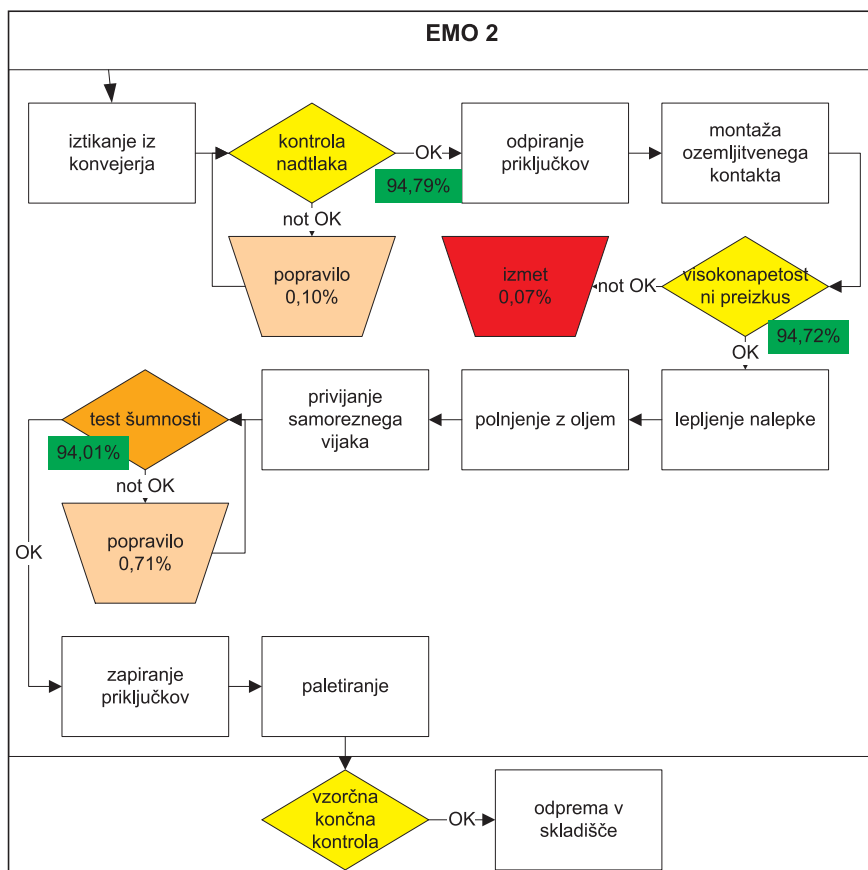 EMO 2
iztikanje iz
konvejerja
kontrola
nadtlaka
OK
94,79%
odpiranje
priključkov
montaža
ozemljitvenega
kontakta
not OK
popravilo
0,10%
izmet
0,07%
not OK
visokonapetost
ni preizkus
94,72%
OK
test šumnosti
94,01%
privijanje
samoreznega
vijaka
polnjenje z oljem
lepljenje nalepke
not OK
popravilo
0,71%
OK
zapiranje
priključkov
paletiranje
vzorčna
končna
kontrola
OK
odprema v
skladišče